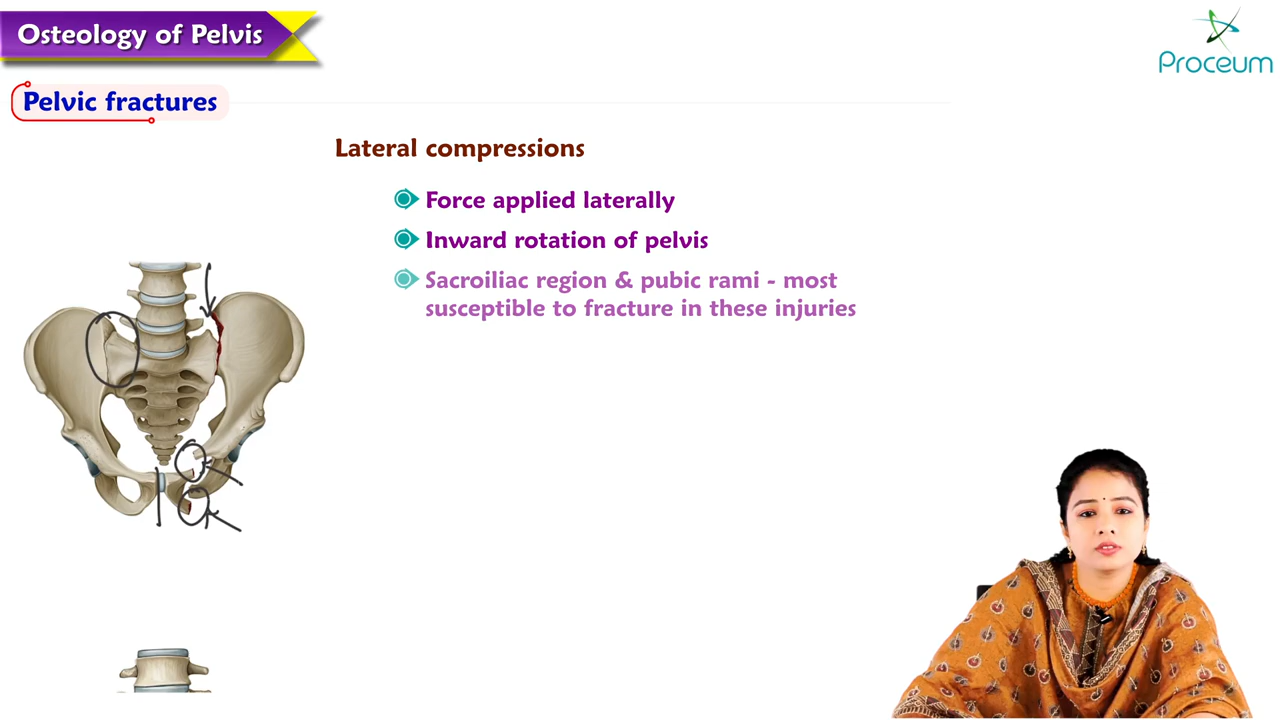 Osteology of Pelvis
Proceum
Pelvic fractures
Lateral compressions
Force applied laterally
Inward rotation of pelvis
Sacroiliac region & pubic rami - most
susceptible to fracture in these injuries